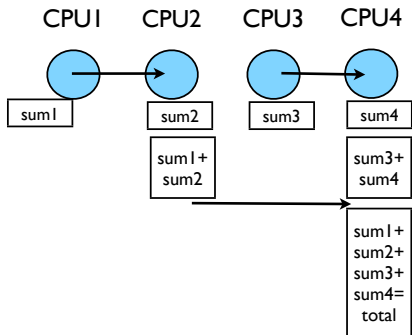 CPU1 CPU2 CPU3 CPU4
sum1 sum2 sum3 sum4
sum1+ sum3+
sum2 sum4
sum1+
sum2+
sum3+
sum4=
total